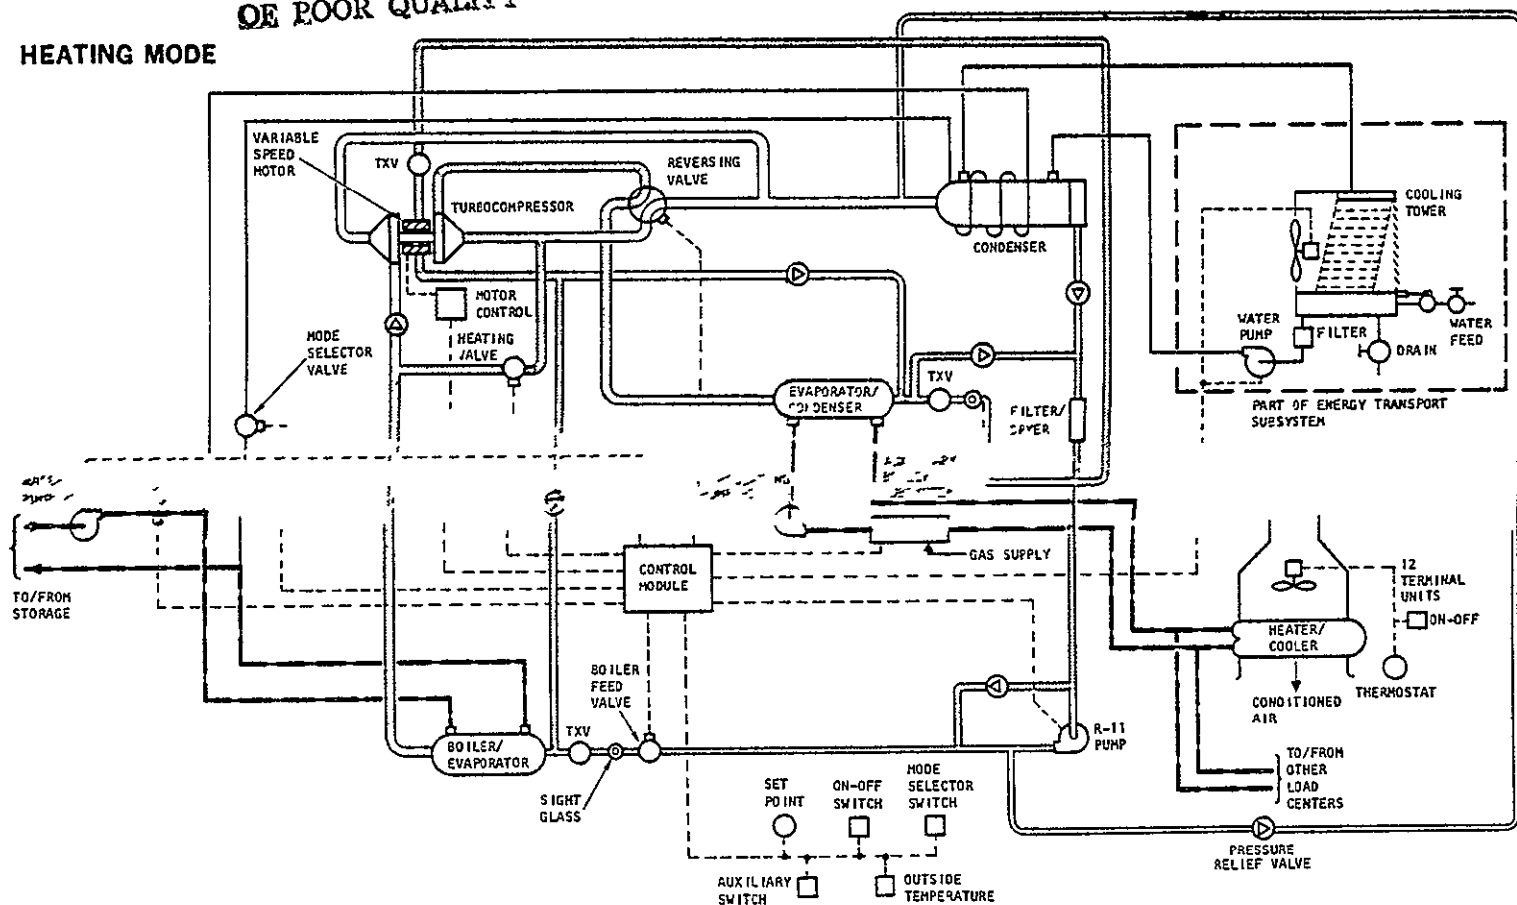 OF POOR QUALITY
HEATING MODE
VARIABLE
SPEED
MOTOR
TXV
TURBOCOMPRESSOR
REVERSING
VALVE
CONDENSER
COOLING
TOWER
MOTOR
CONTROL
HEATING
VALVE
MODE
SELECTOR
VALVE
WATER
PUMP
FILTER
DRAIN
WATER
FEED
EVAPORATOR/
CONDENSER
TXV
FILTER/
DRYER
PART OF ENERGY TRANSPORT
SUBSYSTEM
TO/FROM
STORAGE
CONTROL
MODULE
GAS SUPPLY
12
TERMINAL
UNITS
ON-OFF
HEATER/
COOLER
THERMOSTAT
CONDITIONED
AIR
BOILER
FEED
VALVE
TXV
BOILER/
EVAPORATOR
SIGHT
GLASS
R-11
PUMP
TO/FROM
OTHER
LOAD
CENTERS
SET
POINT
ON-OFF
SWITCH
MODE
SELECTOR
SWITCH
PRESSURE
RELIEF VALVE
AUXILIARY
SWITCH
OUTSIDE
TEMPERATURE